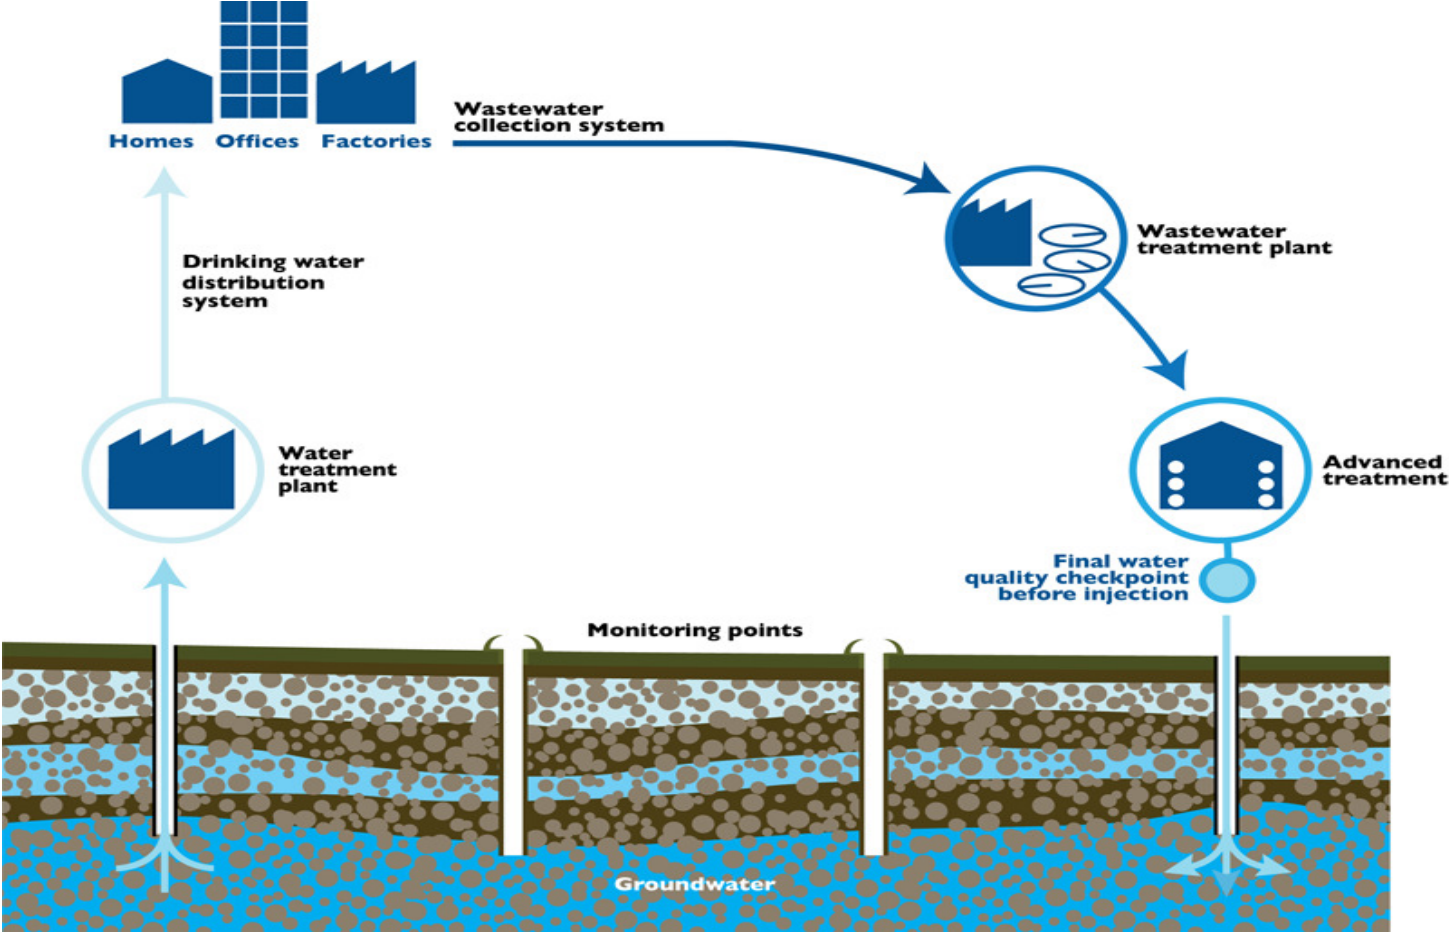 Homes Offices Factories
Wastewater
collection system
Wastewater
treatment plant
Drinking water
distribution
system
Water
treatment
plant
Advanced
treatment
Final water
quality checkpoint
before injection
Monitoring points
Groundwater